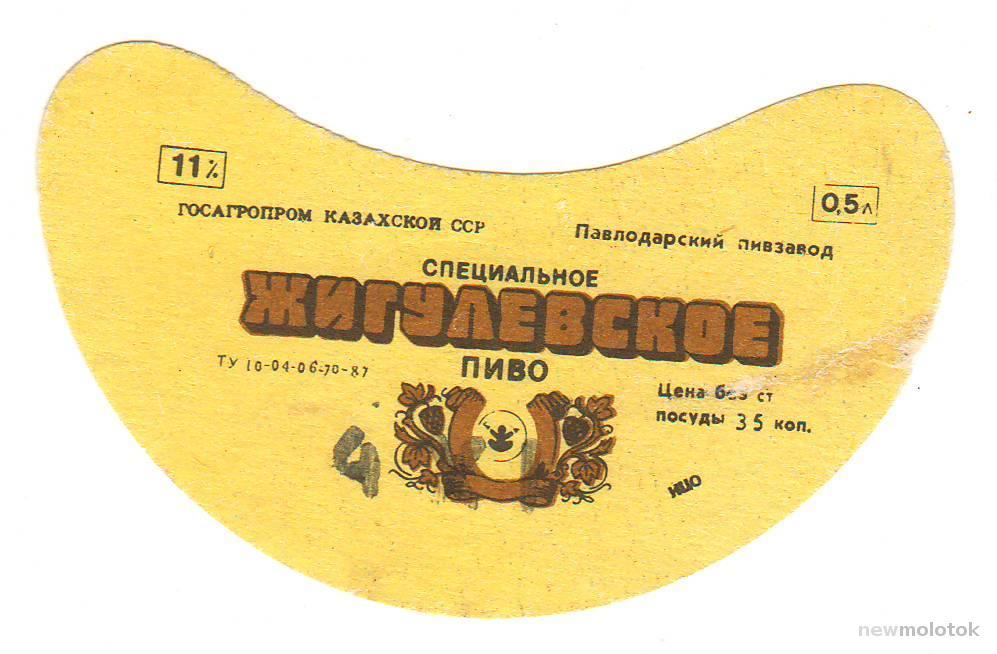 11%
0,5л
ГОСАГРОПРОМ КАЗАХСКОЙ ССР
Павлодарский пивзавод
СПЕЦИАЛЬНОЕ
ЖИГУЛЕВСКОЕ
ПИВО
ТУ 10-04-06-70-87
Цена без ст
посуды 35 коп.
newmolotok